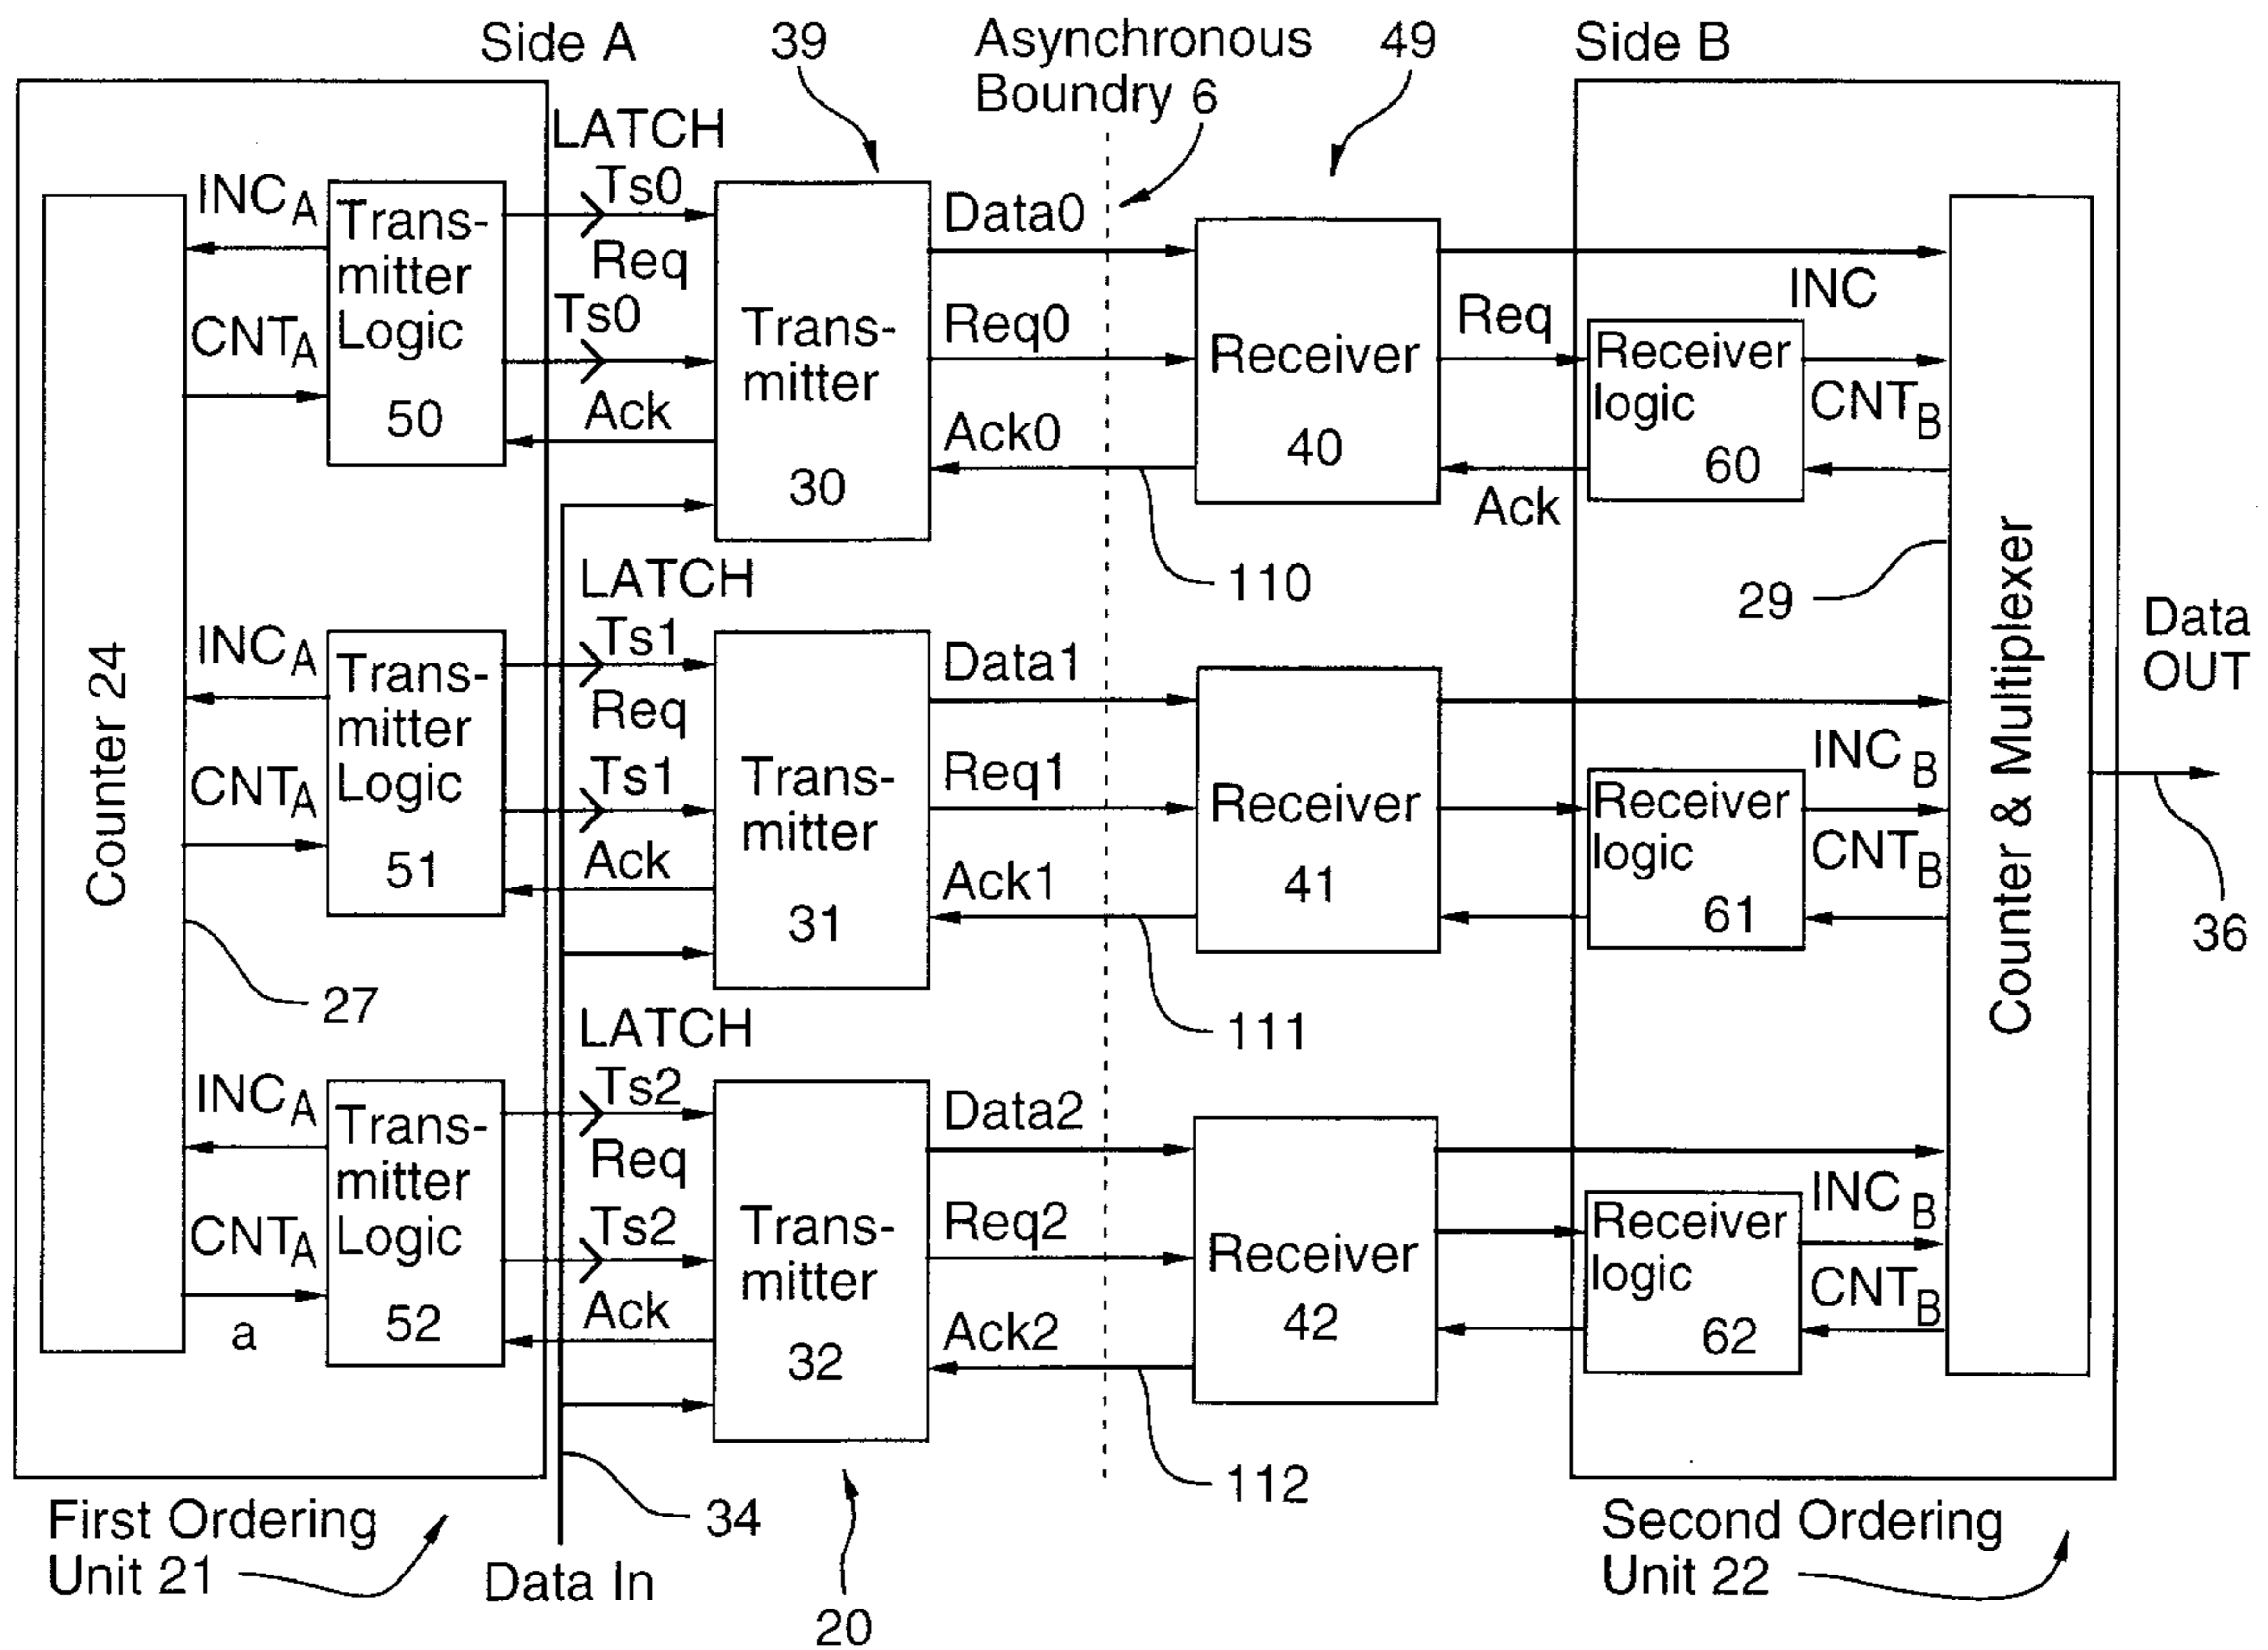 Side A
39
Asynchronous
Boundry 6
49
Side B
LATCH
INCA
Trans-
mitter
Logic
50
CNTA
Ts0
Req
Ts0
Ack
Trans-
mitter
30
Data0
Req0
Ack0
110
Receiver
40
Req
Ack
INC
Receiver
logic
60
CNTB
29
LATCH
INCA
Trans-
mitter
Logic
51
CNTA
Ts1
Req
Ts1
Ack
Trans-
mitter
31
Data1
Req1
Ack1
111
Receiver
41
INC B
Receiver
logic
61
CNTB
Counter 24
27
Counter & Multiplexer
Data
OUT
36
LATCH
INCA
Trans-
mitter
Logic
52
CNTA
a
Ts2
Req
Ts2
Ack
Trans-
mitter
32
Data2
Req2
Ack2
112
Receiver
42
INC B
Receiver
logic
62
CNTB
First Ordering
Unit 21
Data In
34
20
Second Ordering
Unit 22